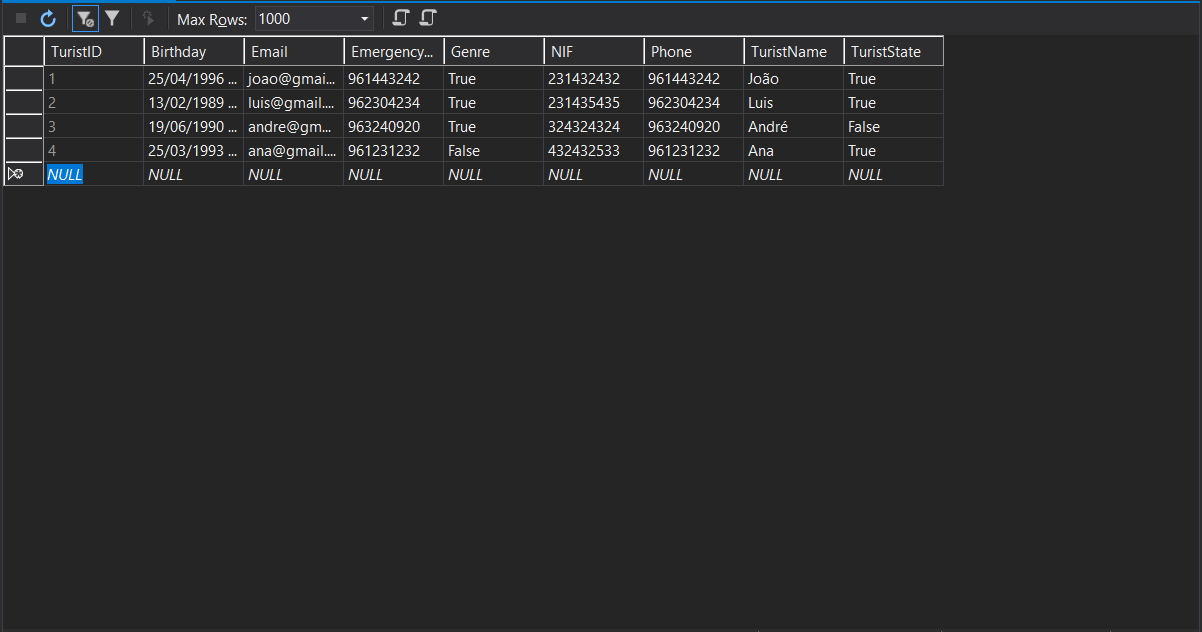 Max Rows: 1000
TuristID Birthday Email Emergency... Genre NIF Phone TuristName TuristState
1 25/04/1996 ... joao@gmai... 961443242 True 231432432 961443242 João True
2 13/02/1989 ... luis@gmail.... 962304234 True 231435435 962304234 Luis True
3 19/06/1990 ... andre@gm... 963240920 True 324324324 963240920 André False
4 25/03/1993 ... ana@gmail.... 961231232 False 432432533 961231232 Ana True
NULL NULL NULL NULL NULL NULL NULL NULL NULL